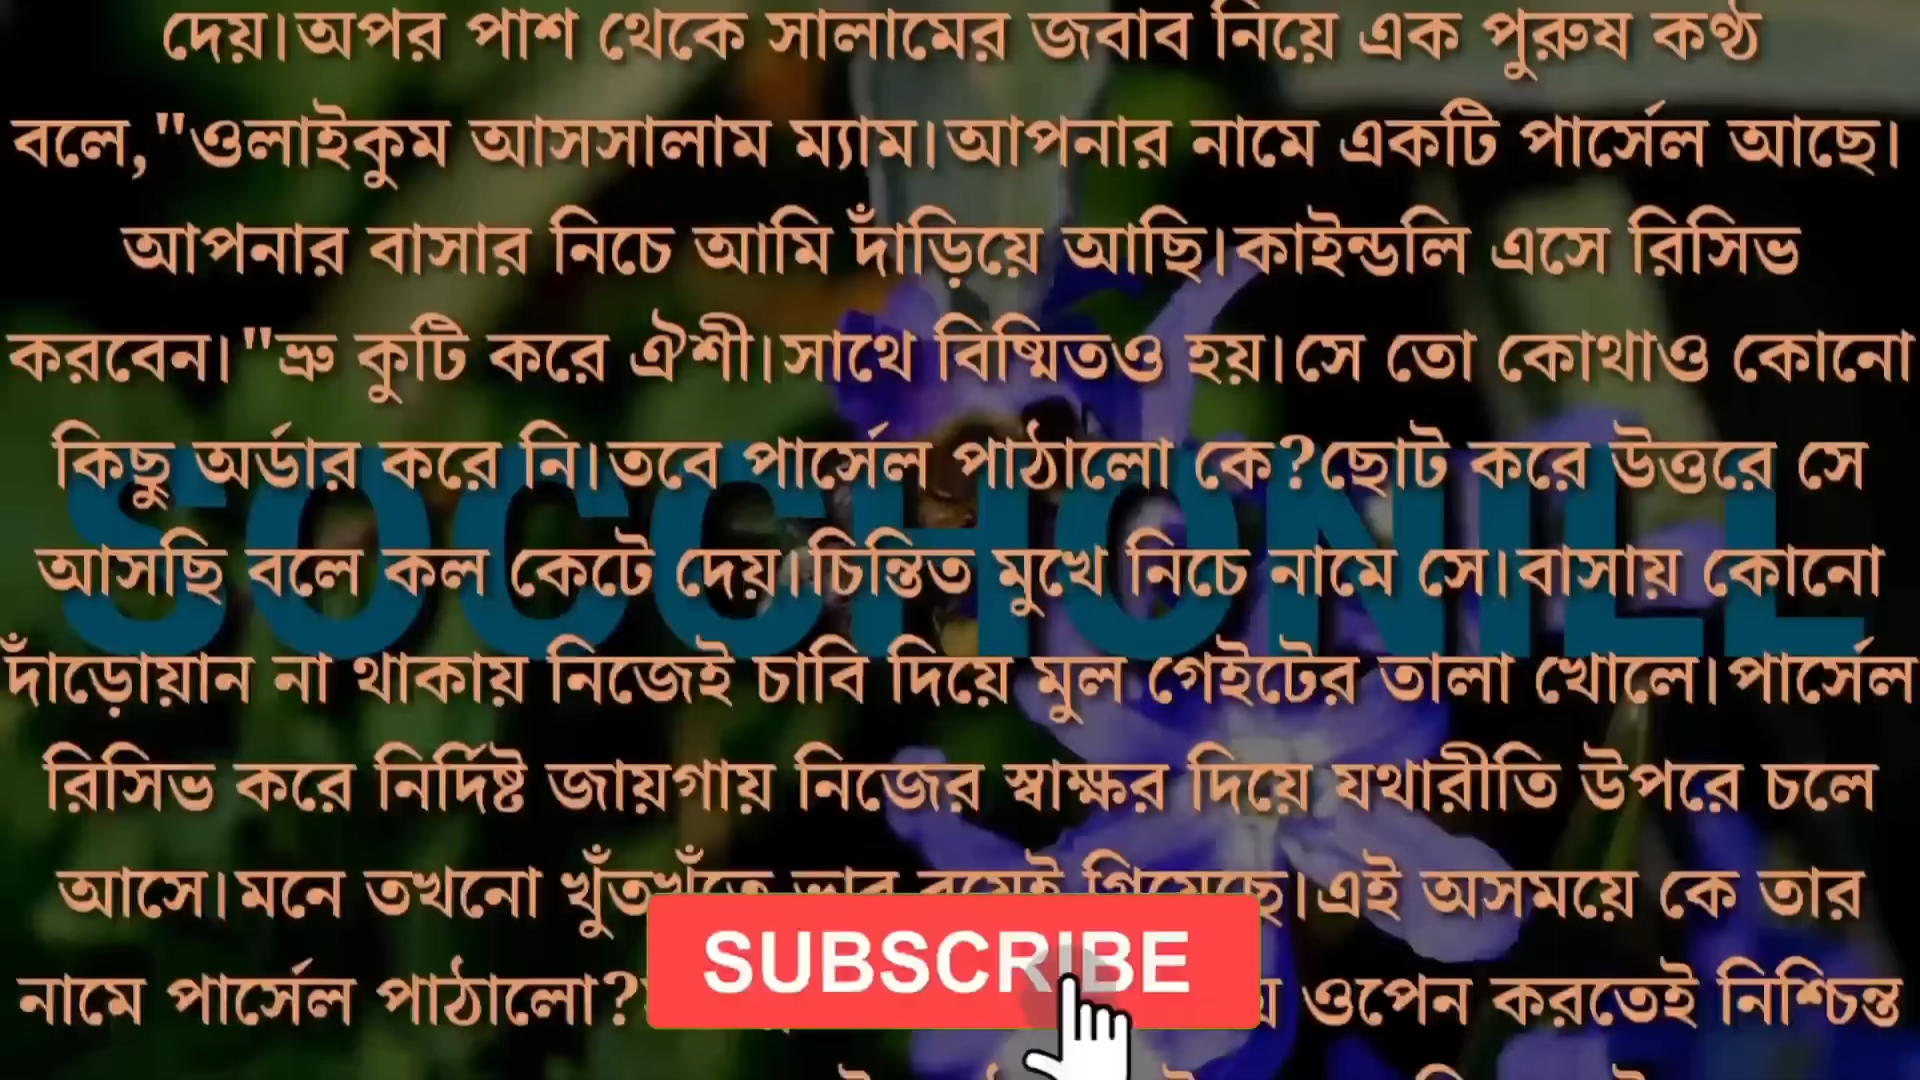 দেয়।অপর পাশ থেকে সালামের জবাব নিয়ে এক পুরুষ কণ্ঠ
বলে,"ওলাইকুম আসসালাম ম্যাম।আপনার নামে একটি পার্সেল আছে।
আপনার বাসার নিচে আমি দাঁড়িয়ে আছি।কাইন্ডলি এসে রিসিভ
করবেন।"ভ্রু কুটি করে ঐশী।সাথে বিষ্মিতও হয়।সে তো কোথাও কোনো
কিছু অর্ডার করে নি।তবে পার্সেল পাঠালো কে?ছোট করে উত্তরে সে
SOCCHONILL
আসছি বলে কল কেটে দেয়।চিন্তিত মুখে নিচে নামে সে।বাসায় কোনো
দাঁড়োয়ান না থাকায় নিজেই চাবি দিয়ে মুল গেইটের তালা খোলে।পার্সেল
রিসিভ করে নির্দিষ্ট জায়গায় নিজের স্বাক্ষর দিয়ে যথারীতি উপরে চলে
আসে।মনে তখনো খুঁতখুঁতে ভাব রয়েই গিয়েছে।এই অসময়ে কে তার
নামে পার্সেল পাঠালো? ওপেন করতেই নিশ্চিন্ত
SUBSCRIBE